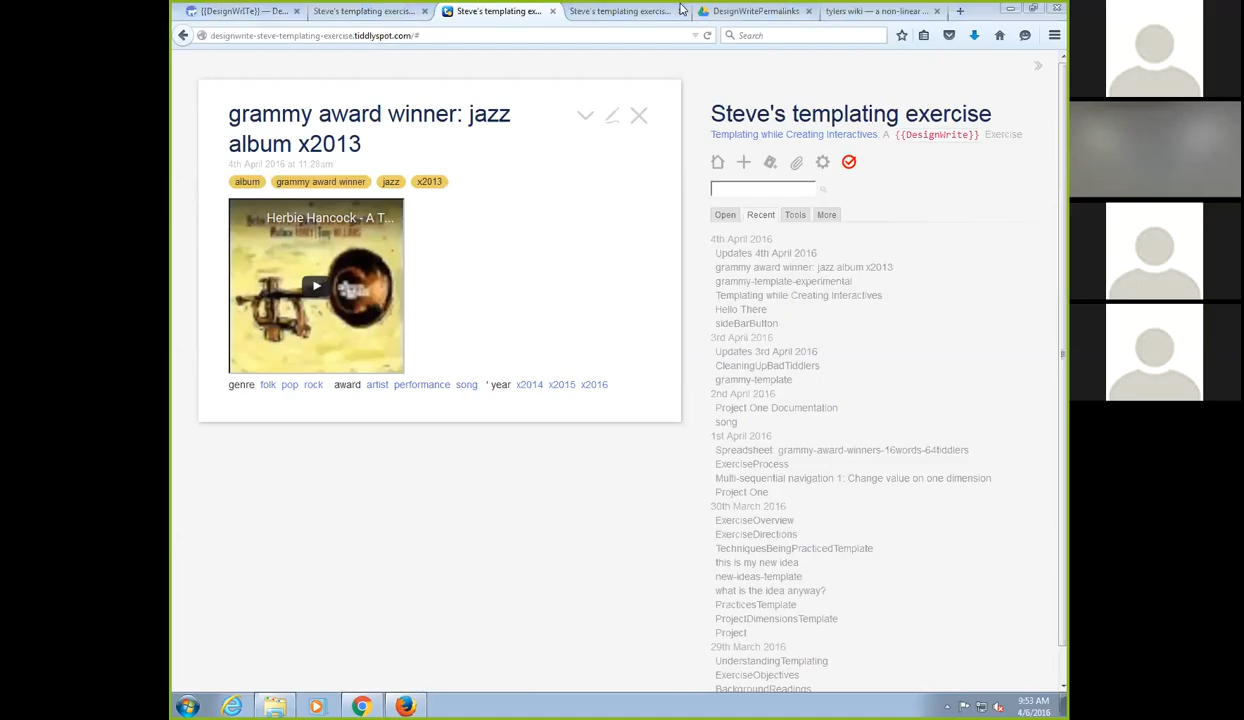 {{DesignWrITe}} — De...
Steve's templating exercis...
Steve's templating ex...
Steve's templating exercis...
DesignWritePermalinks
tylers wiki — a non-linear ...
designwrite-steve-templating-exercise.tiddlyspot.com/#
Search
grammy award winner: jazz
album x2013
4th April 2016 at 11:28am
album
grammy award winner
jazz
x2013
Herbie Hancock - A T...
genre folk pop rock award artist performance song ' year x2014 x2015 x2016
Steve's templating exercise
Templating while Creating Interactives: A {{DesignWrite}} Exercise
Open
Recent
Tools
More
4th April 2016
Updates 4th April 2016
grammy award winner: jazz album x2013
grammy-template-experimental
Templating while Creating Interactives
Hello There
sideBarButton
3rd April 2016
Updates 3rd April 2016
CleaningUpBadTiddlers
grammy-template
2nd April 2016
Project One Documentation
song
1st April 2016
Spreadsheet: grammy-award-winners-16words-64tiddlers
ExerciseProcess
Multi-sequential navigation 1: Change value on one dimension
Project One
30th March 2016
ExerciseOverview
ExerciseDirections
TechniquesBeingPracticedTemplate
this is my new idea
new-ideas-template
what is the idea anyway?
PracticesTemplate
ProjectDimensionsTemplate
Project
29th March 2016
UnderstandingTemplating
ExerciseObjectives
BackgroundReadings
9:53 AM
4/6/2016